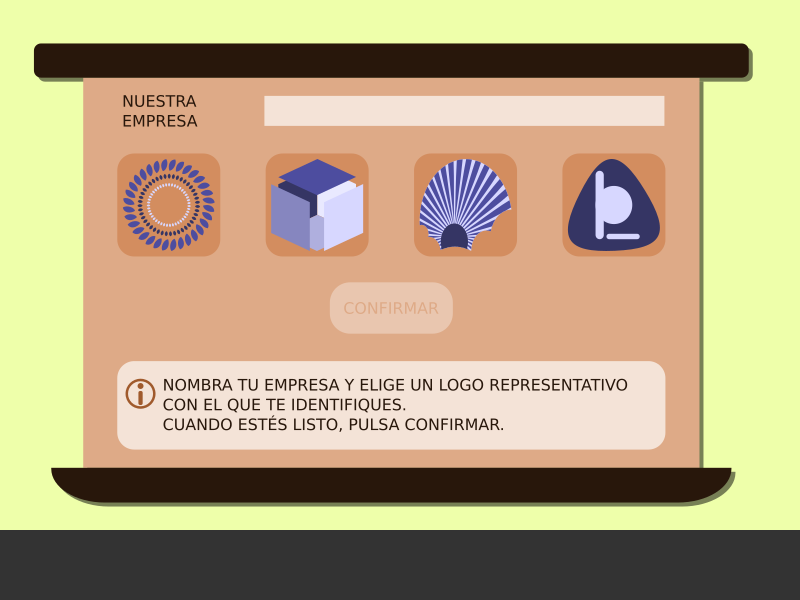 NUESTRA
EMPRESA
CONFIRMAR
NOMBRA TU EMPRESA Y ELIGE UN LOGO REPRESENTATIVO
CON EL QUE TE IDENTIFIQUES.
CUANDO ESTÉS LISTO, PULSA CONFIRMAR.